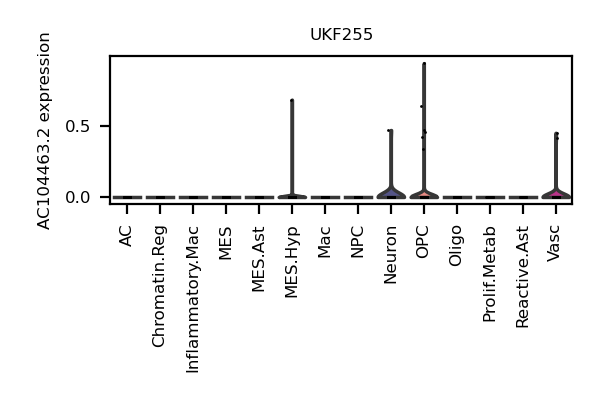 UKF255
AC104463.2 expression
0.5
0.0
AC
Chromatin.Reg
Inflammatory.Mac
MES
MES.Ast
MES.Hyp
Mac
NPC
Neuron
OPC
Oligo
Prolif.Metab
Reactive.Ast
Vasc